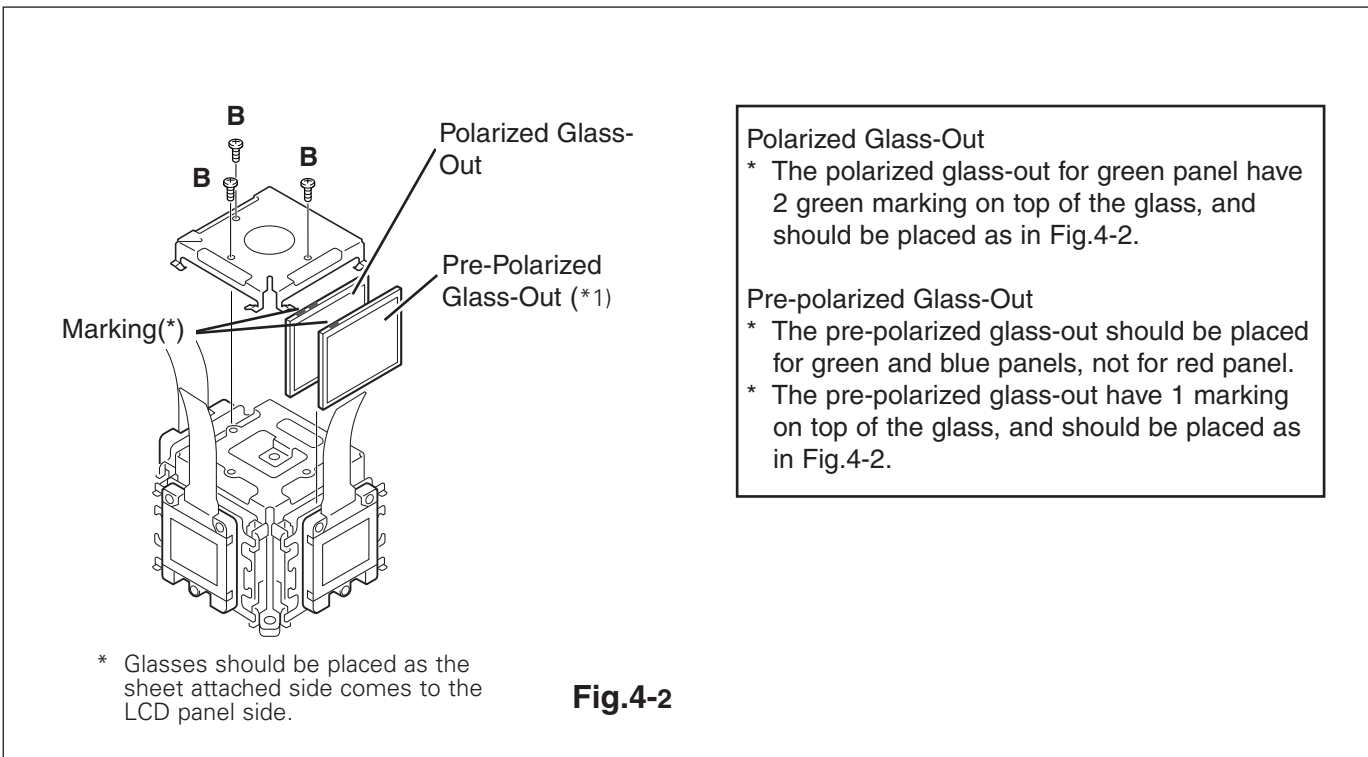 B
B
B
Polarized Glass-
Out
Pre-Polarized
Glass-Out (*1)
Marking(*)
* Glasses should be placed as the
sheet attached side comes to the
LCD panel side.
Fig.4-2
Polarized Glass-Out
* The polarized glass-out for green panel have
2 green marking on top of the glass, and
should be placed as in Fig.4-2.
Pre-polarized Glass-Out
* The pre-polarized glass-out should be placed
for green and blue panels, not for red panel.
* The pre-polarized glass-out have 1 marking
on top of the glass, and should be placed as
in Fig.4-2.